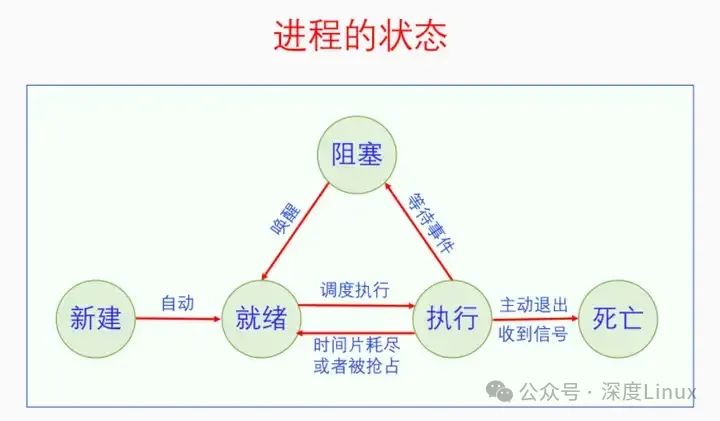 进程的状态
阻塞
唤醒
等待事件
新建
自动
就绪
调度执行
时间片耗尽
或者被抢占
执行
主动退出
收到信号
死亡
公众号 · 深度Linux